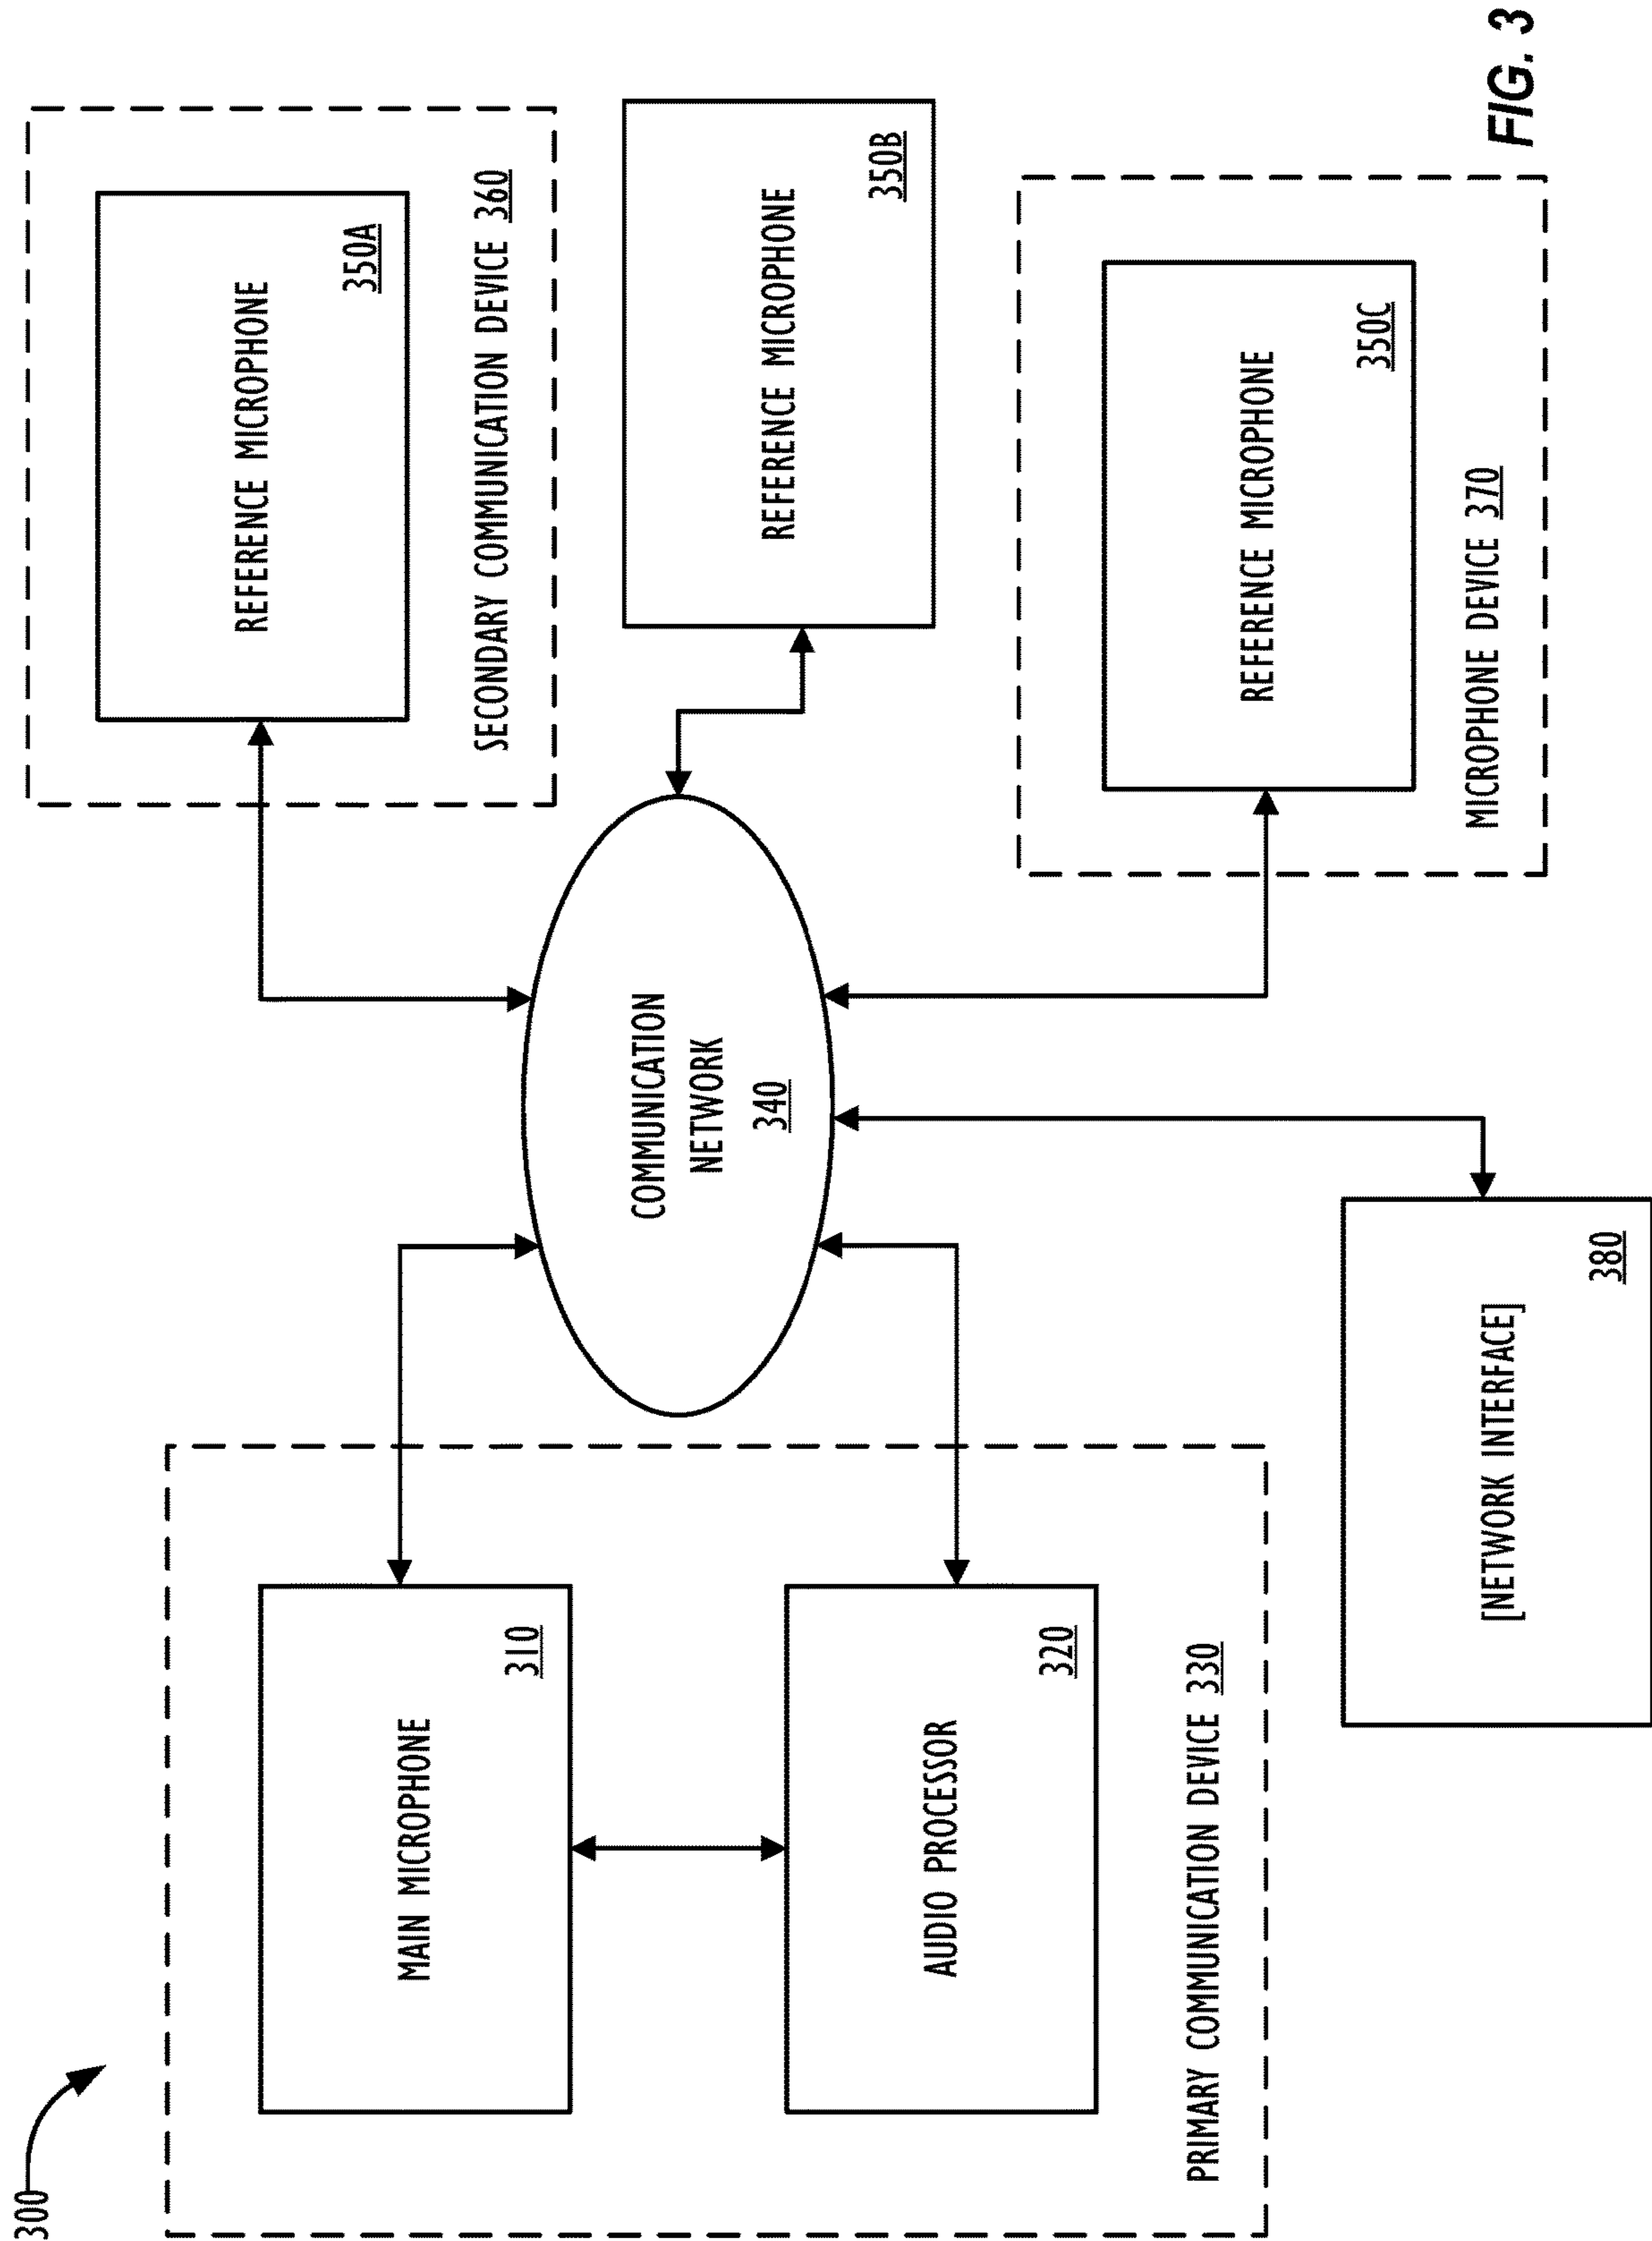 300
MAIN MICROPHONE
310
AUDIO PROCESSOR
320
PRIMARY COMMUNICATION DEVICE 330
[NETWORK INTERFACE]
380
COMMUNICATION
NETWORK
340
REFERENCE MICROPHONE
350A
SECONDARY COMMUNICATION DEVICE 360
REFERENCE MICROPHONE
350B
REFERENCE MICROPHONE
350C
MICROPHONE DEVICE 370
FIG. 3